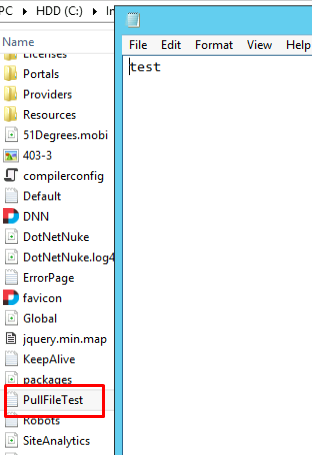 PC ▸ HDD (C:) ▸ In
Name
Licenses
Portals
Providers
Resources
51Degrees.mobi
403-3
compilerconfig
Default
DNN
DotNetNuke
DotNetNuke.log4
ErrorPage
favicon
Global
jquery.min.map
KeepAlive
packages
PullFileTest
Robots
SiteAnalytics
File Edit Format View Help
test